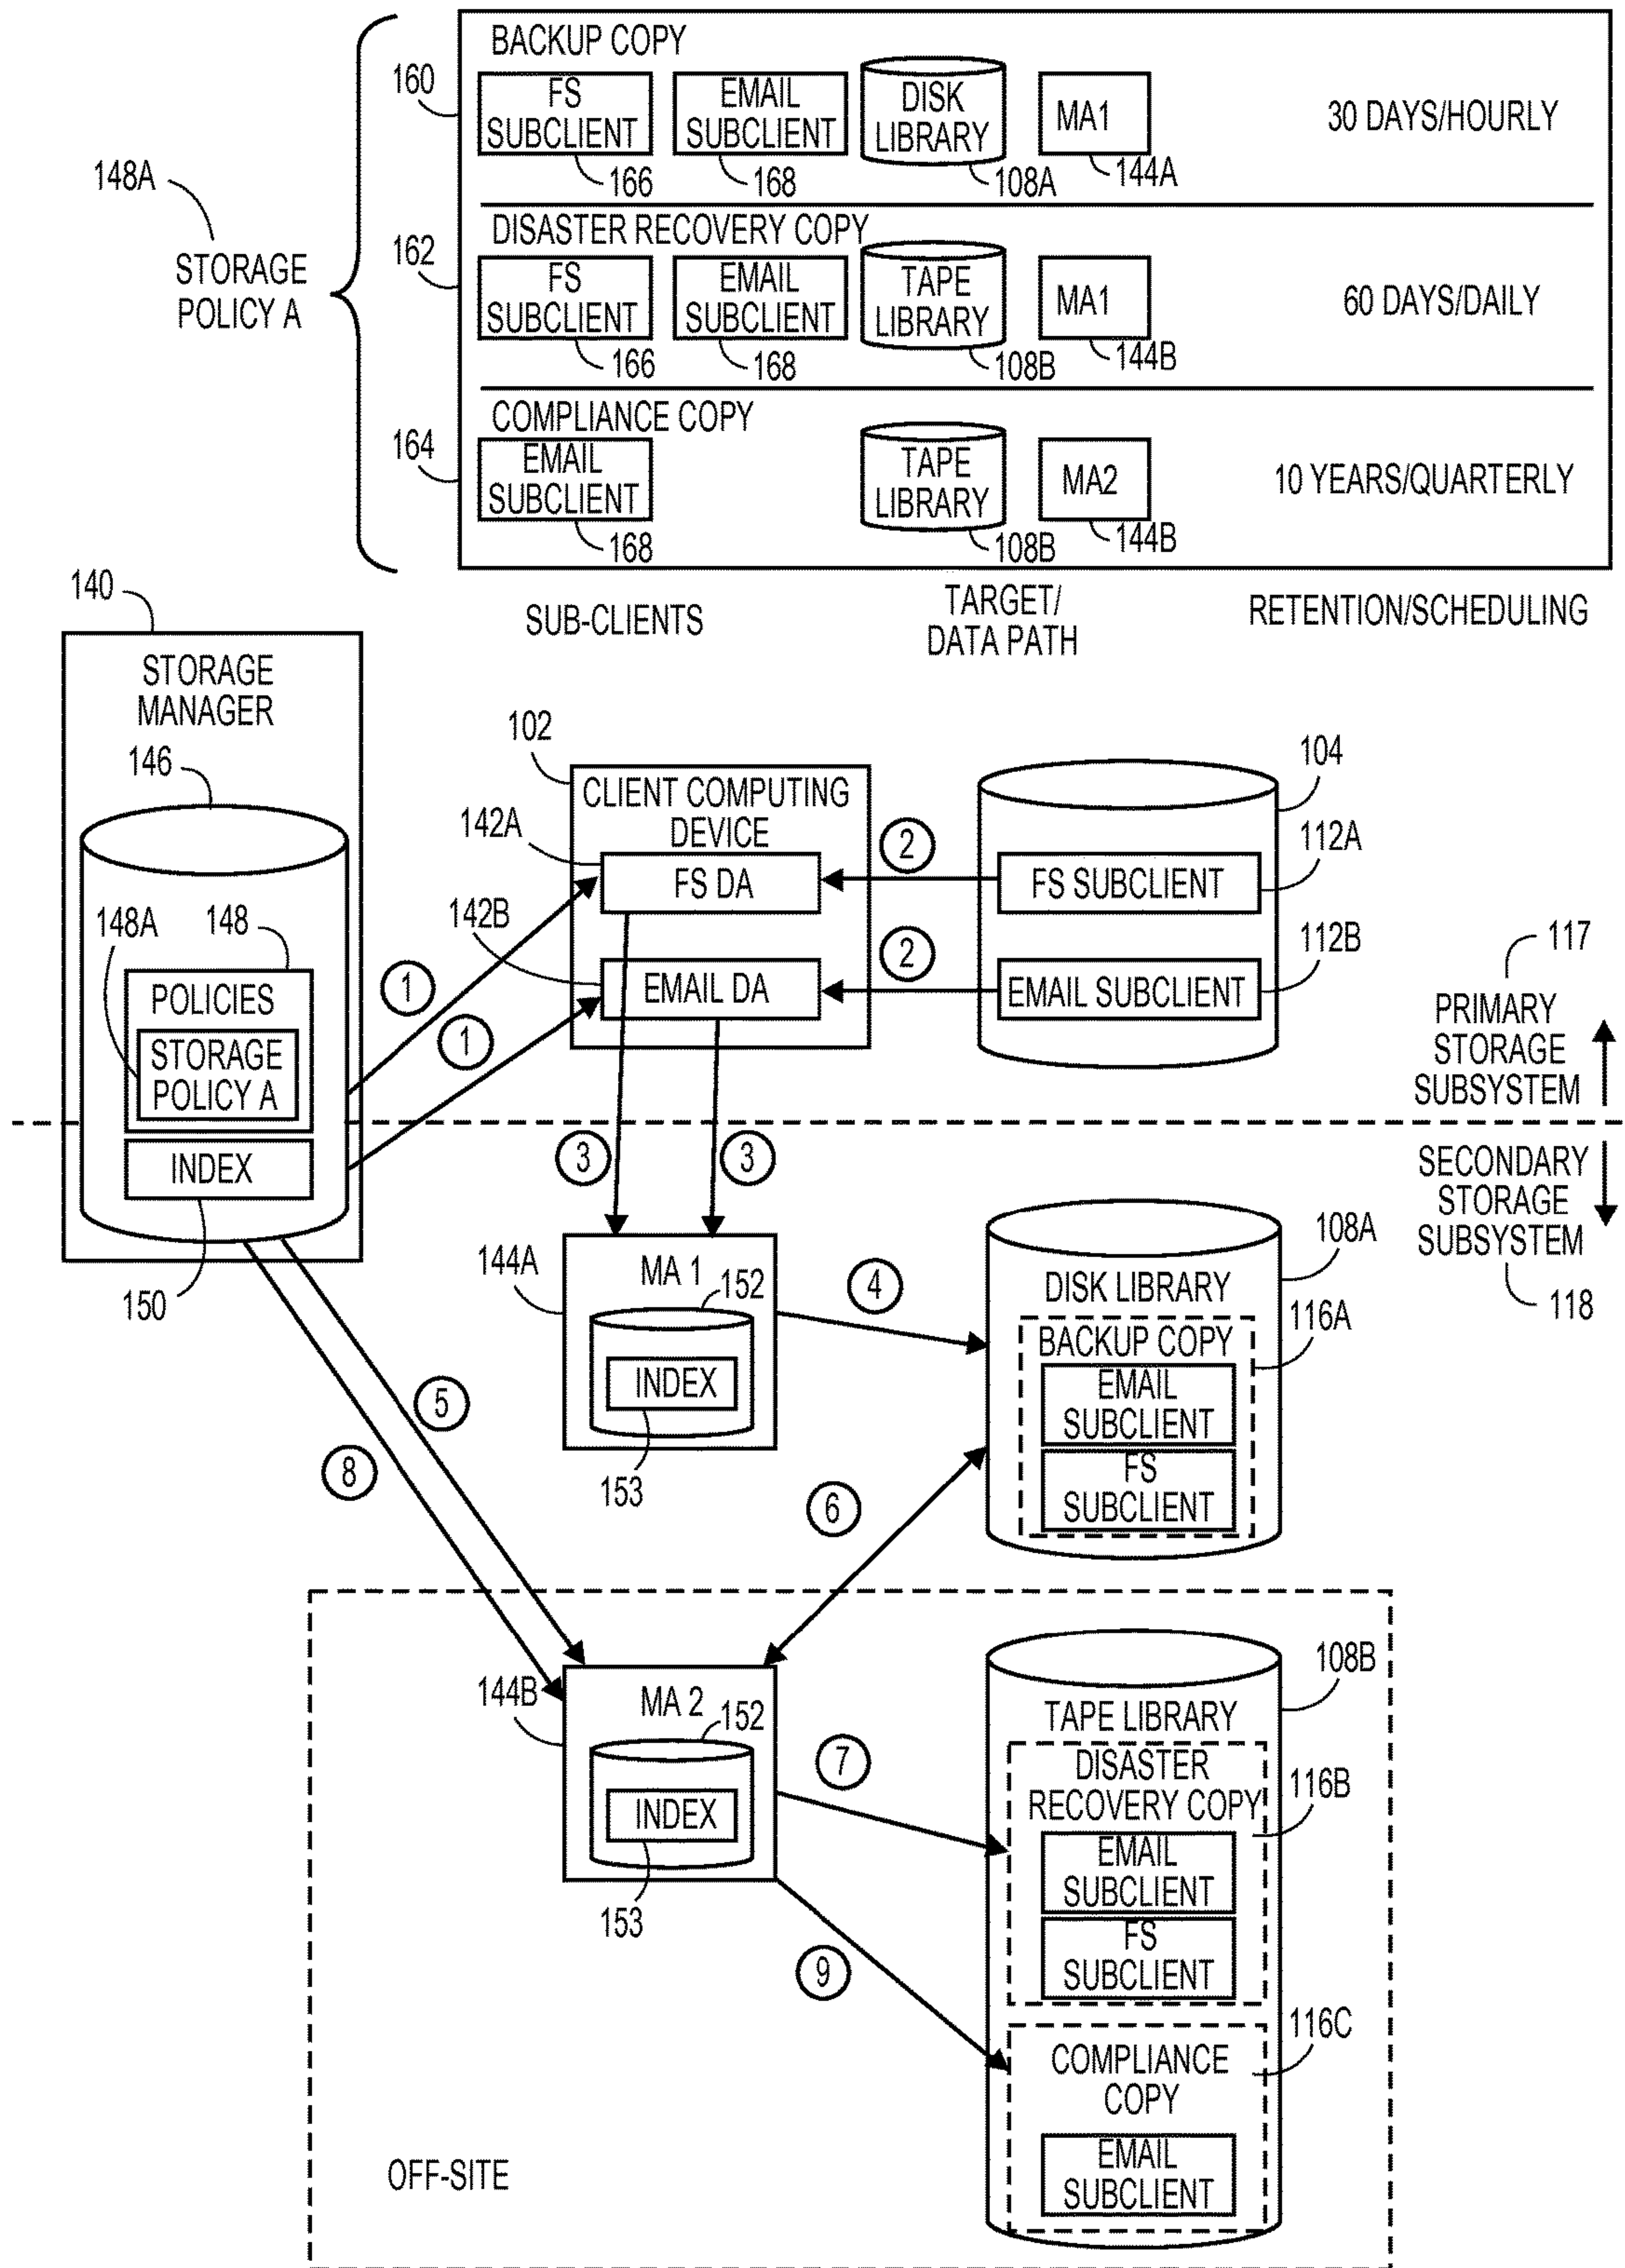 BACKUP COPY
160
FS
SUBCLIENT
166
EMAIL
SUBCLIENT
168
DISK
LIBRARY
108A
MA1
144A
30 DAYS/HOURLY
148A
STORAGE
POLICY A
DISASTER RECOVERY COPY
162
FS
SUBCLIENT
166
EMAIL
SUBCLIENT
168
TAPE
LIBRARY
108B
MA1
144B
60 DAYS/DAILY
COMPLIANCE COPY
164
EMAIL
SUBCLIENT
168
TAPE
LIBRARY
108B
MA2
144B
10 YEARS/QUARTERLY
SUB-CLIENTS
TARGET/
DATA PATH
RETENTION/SCHEDULING
140
STORAGE
MANAGER
146
148A
148
POLICIES
STORAGE
POLICY A
INDEX
150
102
CLIENT COMPUTING
DEVICE
142A
FS DA
142B
EMAIL DA
104
FS SUBCLIENT
112A
EMAIL SUBCLIENT
112B
1
1
2
2
117
PRIMARY
STORAGE
SUBSYSTEM
SECONDARY
STORAGE
SUBSYSTEM
118
3
3
144A
MA 1
152
INDEX
153
4
108A
DISK LIBRARY
116A
BACKUP COPY
EMAIL
SUBCLIENT
FS
SUBCLIENT
5
8
6
144B
MA 2
152
INDEX
153
7
9
108B
TAPE LIBRARY
DISASTER
RECOVERY COPY
116B
EMAIL
SUBCLIENT
FS
SUBCLIENT
116C
COMPLIANCE
COPY
EMAIL
SUBCLIENT
OFF-SITE